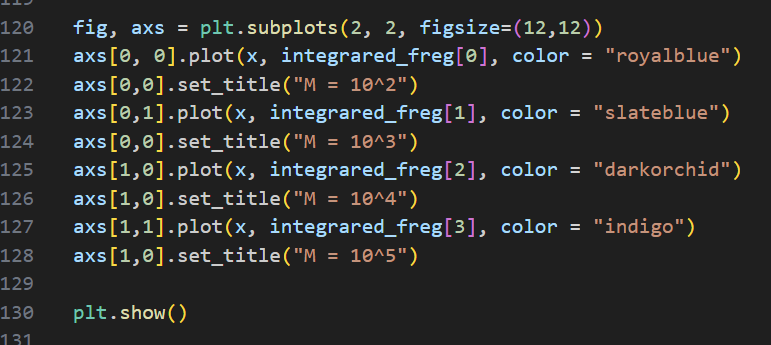 120 fig, axs = plt.subplots(2, 2, figsize=(12,12))
121 axs[0, 0].plot(x, integrared_freg[0], color = "royalblue")
122 axs[0,0].set_title("M = 10^2")
123 axs[0,1].plot(x, integrared_freg[1], color = "slateblue")
124 axs[0,0].set_title("M = 10^3")
125 axs[1,0].plot(x, integrared_freg[2], color = "darkorchid")
126 axs[1,0].set_title("M = 10^4")
127 axs[1,1].plot(x, integrared_freg[3], color = "indigo")
128 axs[1,0].set_title("M = 10^5")
129
130 plt.show()
131